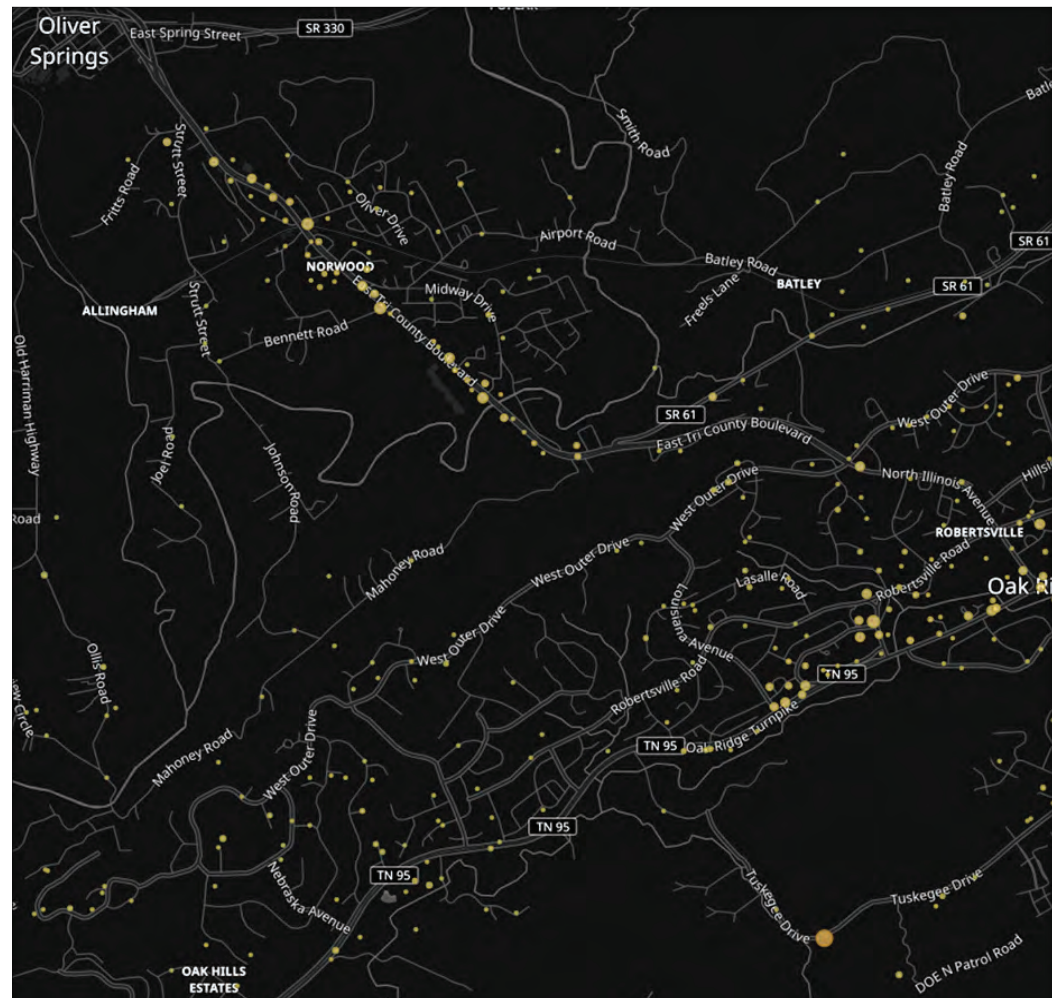 Oliver
Springs
East Spring Street
SR 330
Smith Road
Batley Road
Strutt Street
Fritts Road
Oliver Drive
Airport Road
Batley Road
SR 61
NORWOOD
Freels Lane
BATLEY
SR 61
ALLINGHAM
Midway Drive
Strutt Street
Bennett Road
East Tri County Boulevard
Old Harriman Highway
SR 61
West Outer Drive
East Tri County Boulevard
Joel Road
Johnson Road
North Illinois Avenue
West Outer Drive
Road
ROBERTSVILLE
Mahoney Road
West Outer Drive
Lasalle Road
Robertsville Road
Oak Ri
Louisiana Avenue
West Outer Drive
Ollis Road
Robertsville Road
TN 95
iew Circle
Mahoney Road
West Outer Drive
TN 95
Oak Ridge Turnpike
TN 95
TN 95
Nebraska Avenue
Tuskegee Drive
Tuskegee Drive
OAK HILLS
ESTATES
DOE N Patrol Road